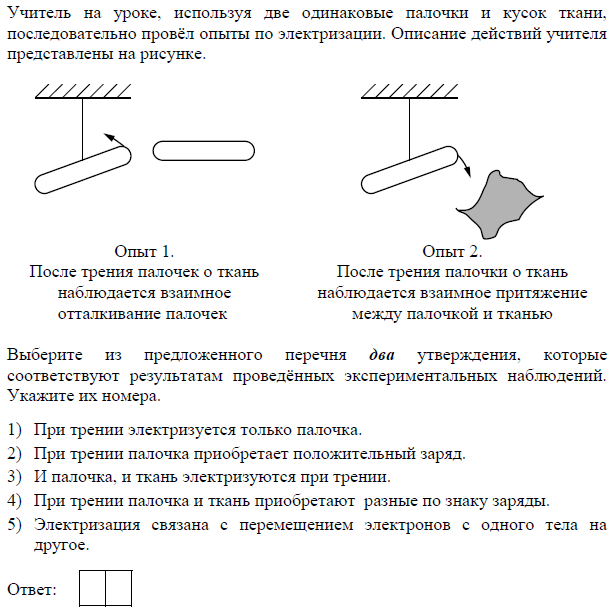 Учитель на уроке, используя две одинаковые палочки и кусок ткани,
последовательно провёл опыты по электризации. Описание действий учителя
представлены на рисунке.
Опыт 1.
После трения палочек о ткань
наблюдается взаимное
отталкивание палочек
Опыт 2.
После трения палочки о ткань
наблюдается взаимное притяжение
между палочкой и тканью
Выберите из предложенного перечня два утверждения, которые
соответствуют результатам проведённых экспериментальных наблюдений.
Укажите их номера.
1) При трении электризуется только палочка.
2) При трении палочка приобретает положительный заряд.
3) И палочка, и ткань электризуются при трении.
4) При трении палочка и ткань приобретают разные по знаку заряды.
5) Электризация связана с перемещением электронов с одного тела на
другое.
Ответ: